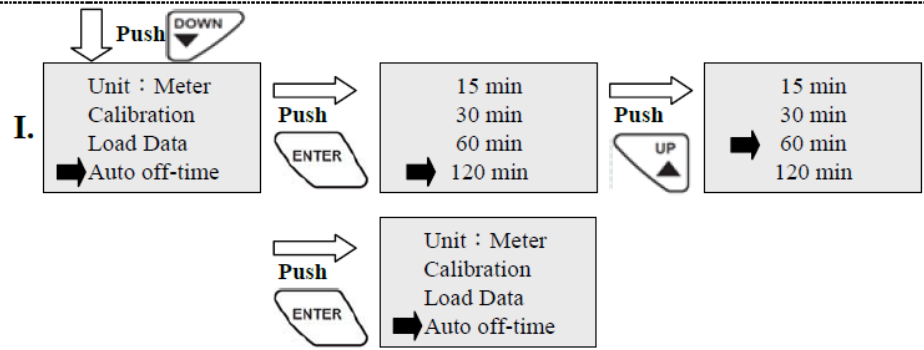 Push DOWN
I.
Unit：Meter
Calibration
Load Data
Auto off-time
Push
ENTER
15 min
30 min
60 min
120 min
Push
UP
15 min
30 min
60 min
120 min
Push
ENTER
Unit：Meter
Calibration
Load Data
Auto off-time